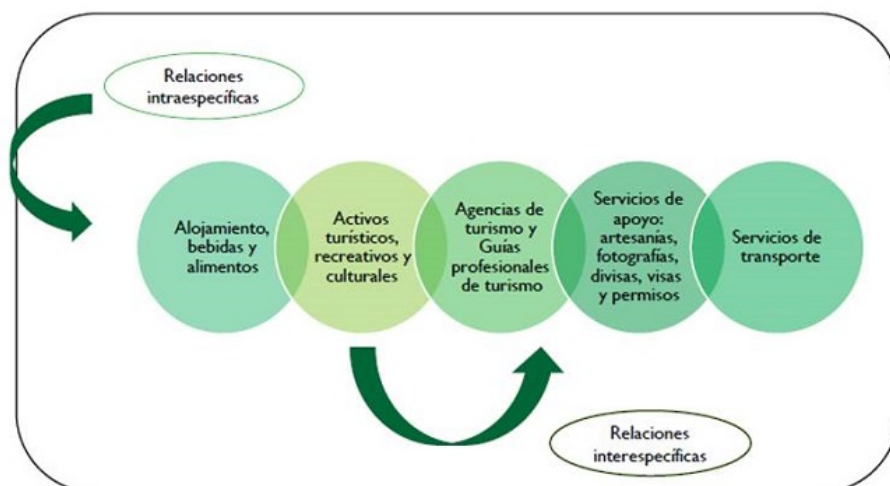 Relaciones
intraespecíficas
Alojamiento,
bebidas y
alimentos
Activos
turísticos,
recreativos y
culturales
Agencias de
turismo y
Guías
profesionales
de turismo
Servicios de
apoyo:
artesanías,
fotografías,
divisas, visas
y permisos
Servicios de
transporte
Relaciones
interespecíficas